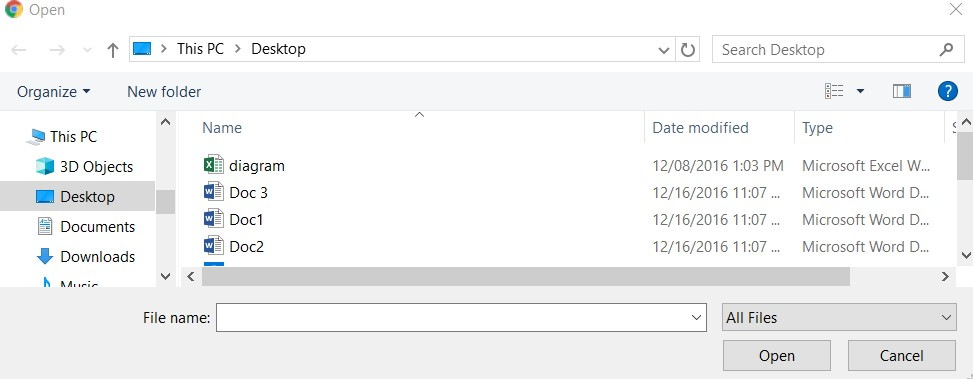 Open
This PC > Desktop
Search Desktop
Organize
New folder
?
This PC
3D Objects
Desktop
Documents
Downloads
Music
Name
Date modified
Type
diagram 12/08/2016 1:03 PM Microsoft Excel W...
Doc 3 12/16/2016 11:07 ... Microsoft Word D...
Doc1 12/16/2016 11:07 ... Microsoft Word D...
Doc2 12/16/2016 11:07 ... Microsoft Word D...
File name:
All Files
Open
Cancel